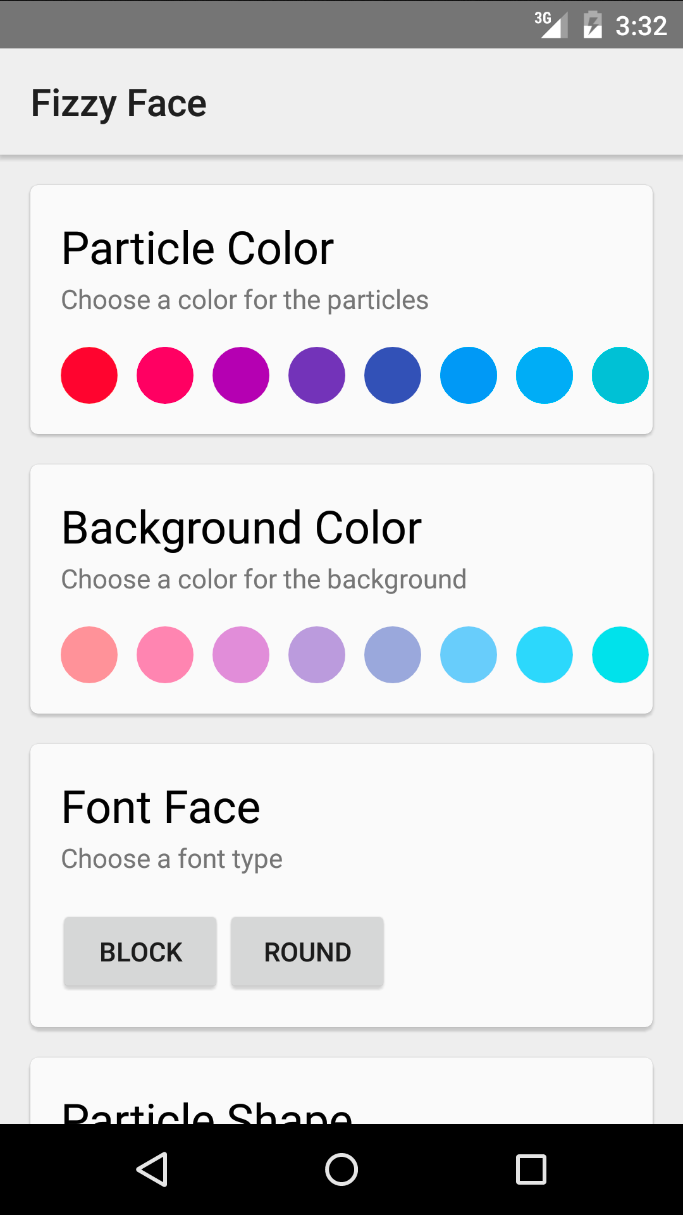 3G 3:32
Fizzy Face
Particle Color
Choose a color for the particles
Background Color
Choose a color for the background
Font Face
Choose a font type
BLOCK ROUND
Particle Shape